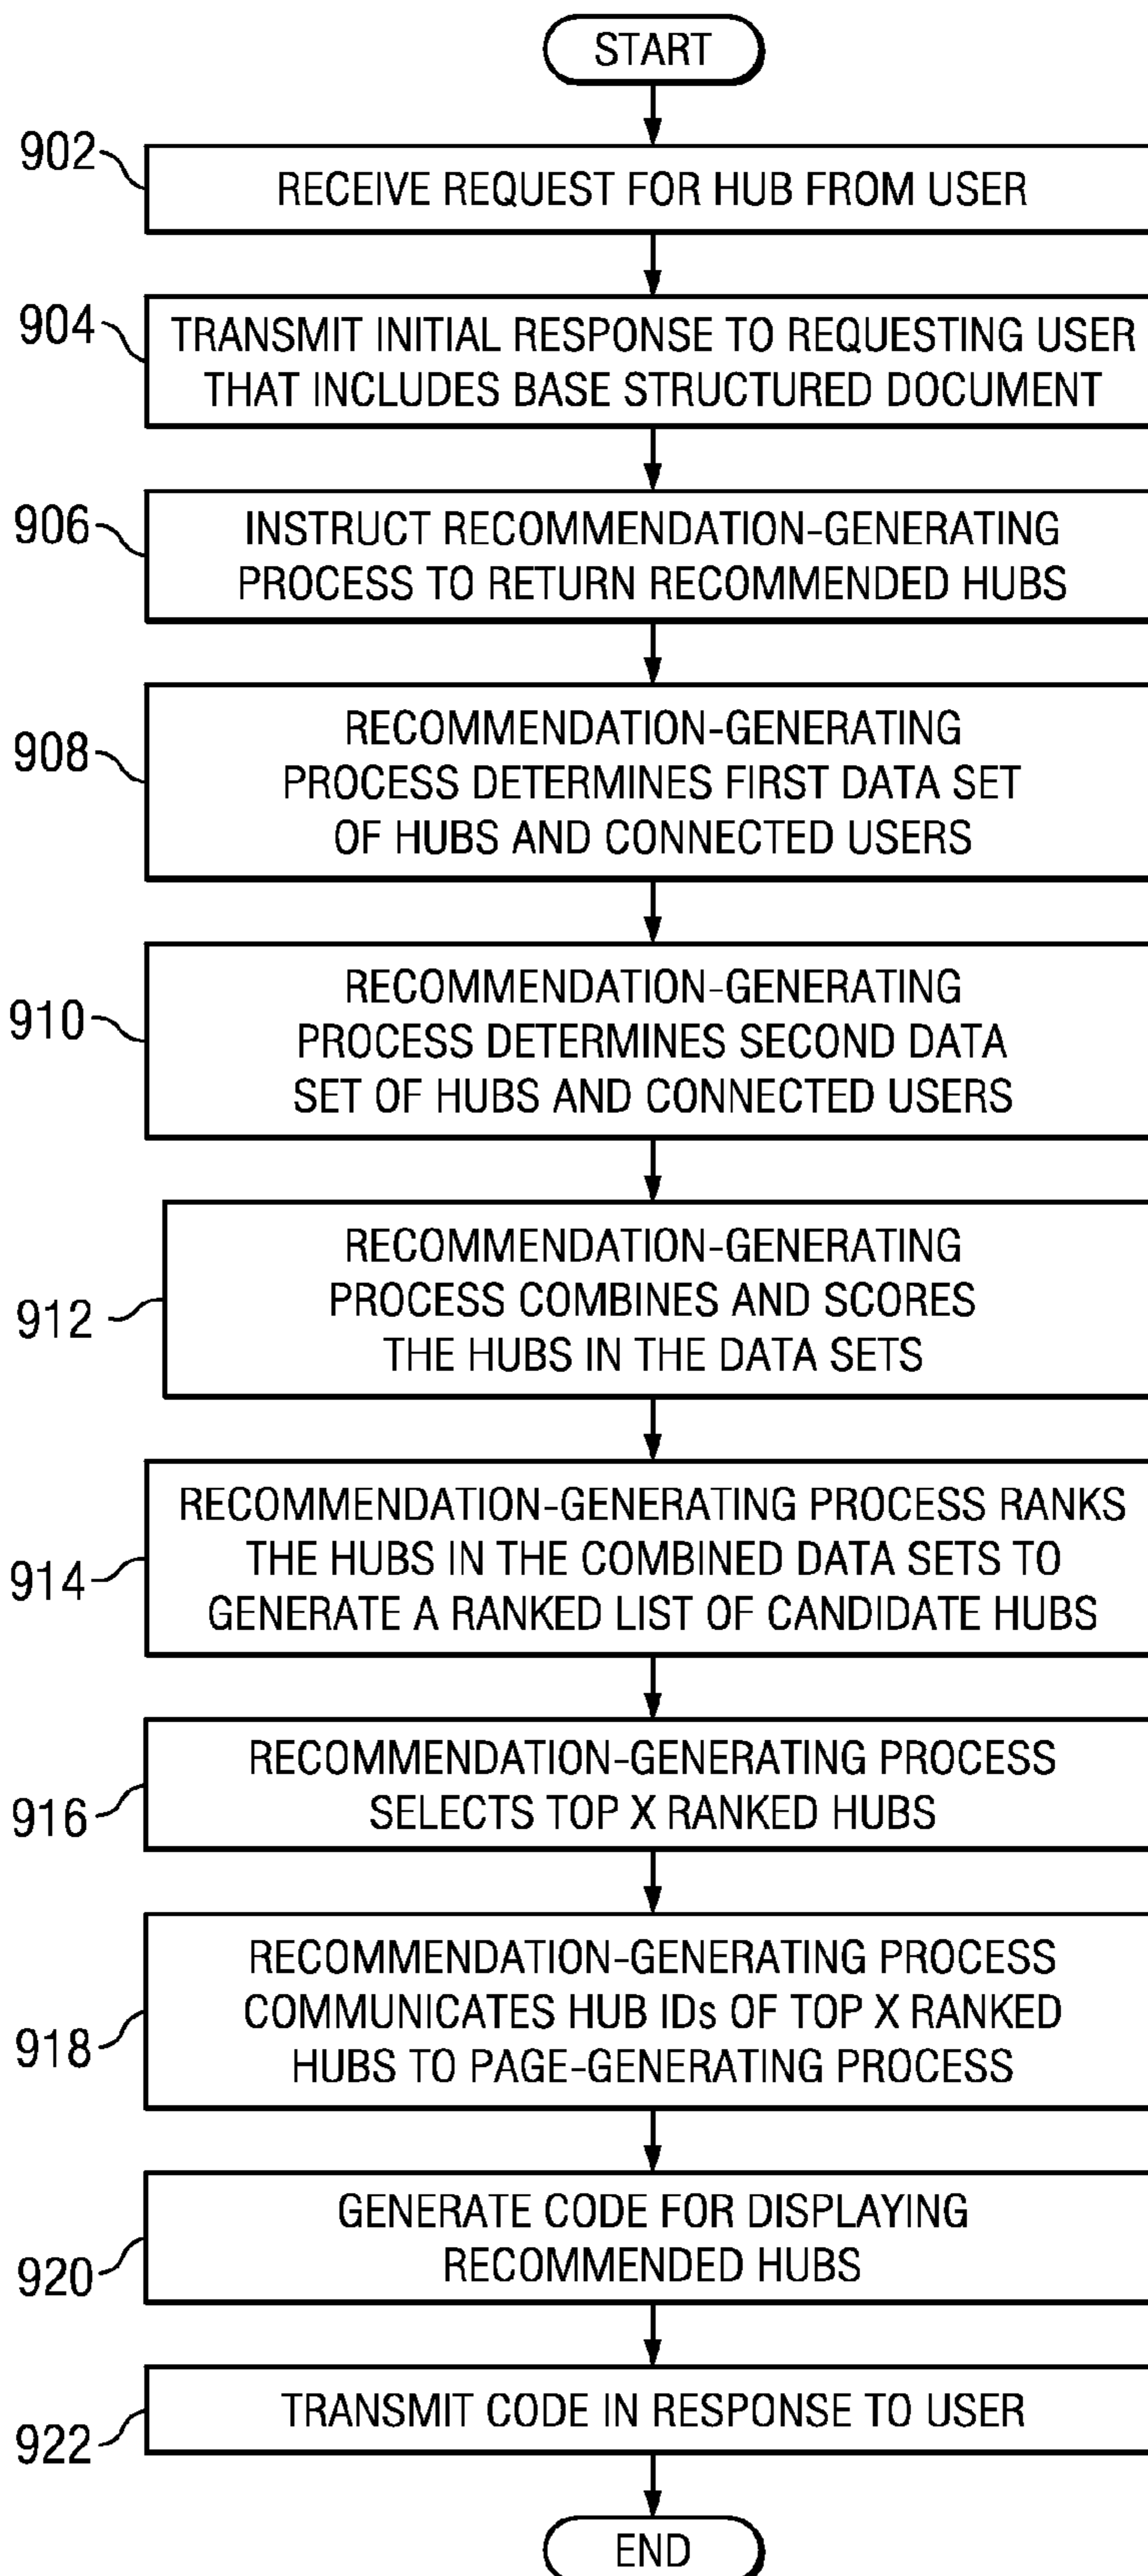 START
902
RECEIVE REQUEST FOR HUB FROM USER
904
TRANSMIT INITIAL RESPONSE TO REQUESTING USER
THAT INCLUDES BASE STRUCTURED DOCUMENT
906
INSTRUCT RECOMMENDATION-GENERATING
PROCESS TO RETURN RECOMMENDED HUBS
908
RECOMMENDATION-GENERATING
PROCESS DETERMINES FIRST DATA SET
OF HUBS AND CONNECTED USERS
910
RECOMMENDATION-GENERATING
PROCESS DETERMINES SECOND DATA
SET OF HUBS AND CONNECTED USERS
912
RECOMMENDATION-GENERATING
PROCESS COMBINES AND SCORES
THE HUBS IN THE DATA SETS
914
RECOMMENDATION-GENERATING PROCESS RANKS
THE HUBS IN THE COMBINED DATA SETS TO
GENERATE A RANKED LIST OF CANDIDATE HUBS
916
RECOMMENDATION-GENERATING PROCESS
SELECTS TOP X RANKED HUBS
918
RECOMMENDATION-GENERATING PROCESS
COMMUNICATES HUB IDs OF TOP X RANKED
HUBS TO PAGE-GENERATING PROCESS
920
GENERATE CODE FOR DISPLAYING
RECOMMENDED HUBS
922
TRANSMIT CODE IN RESPONSE TO USER
END